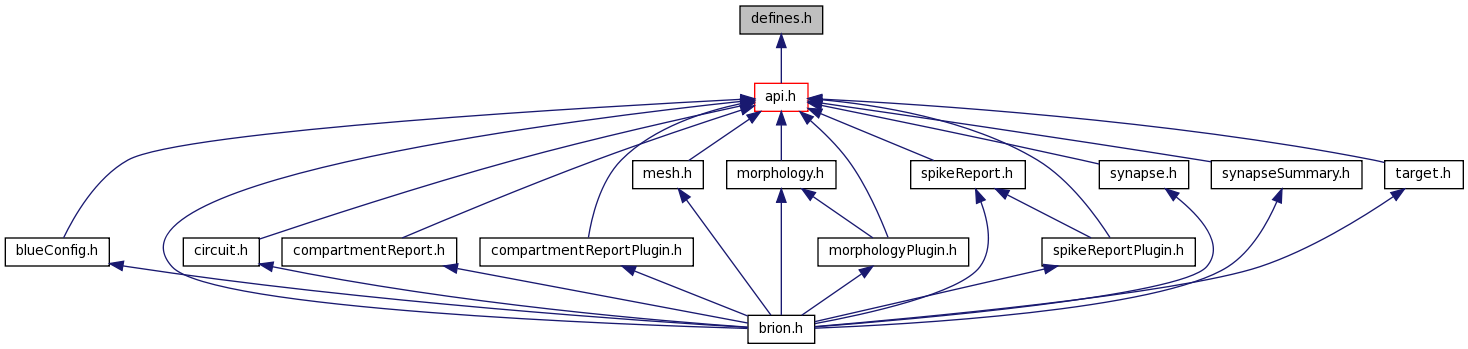 defines.h
api.h
mesh.h
morphology.h
spikeReport.h
synapse.h
synapseSummary.h
target.h
blueConfig.h
circuit.h
compartmentReport.h
compartmentReportPlugin.h
morphologyPlugin.h
spikeReportPlugin.h
brion.h